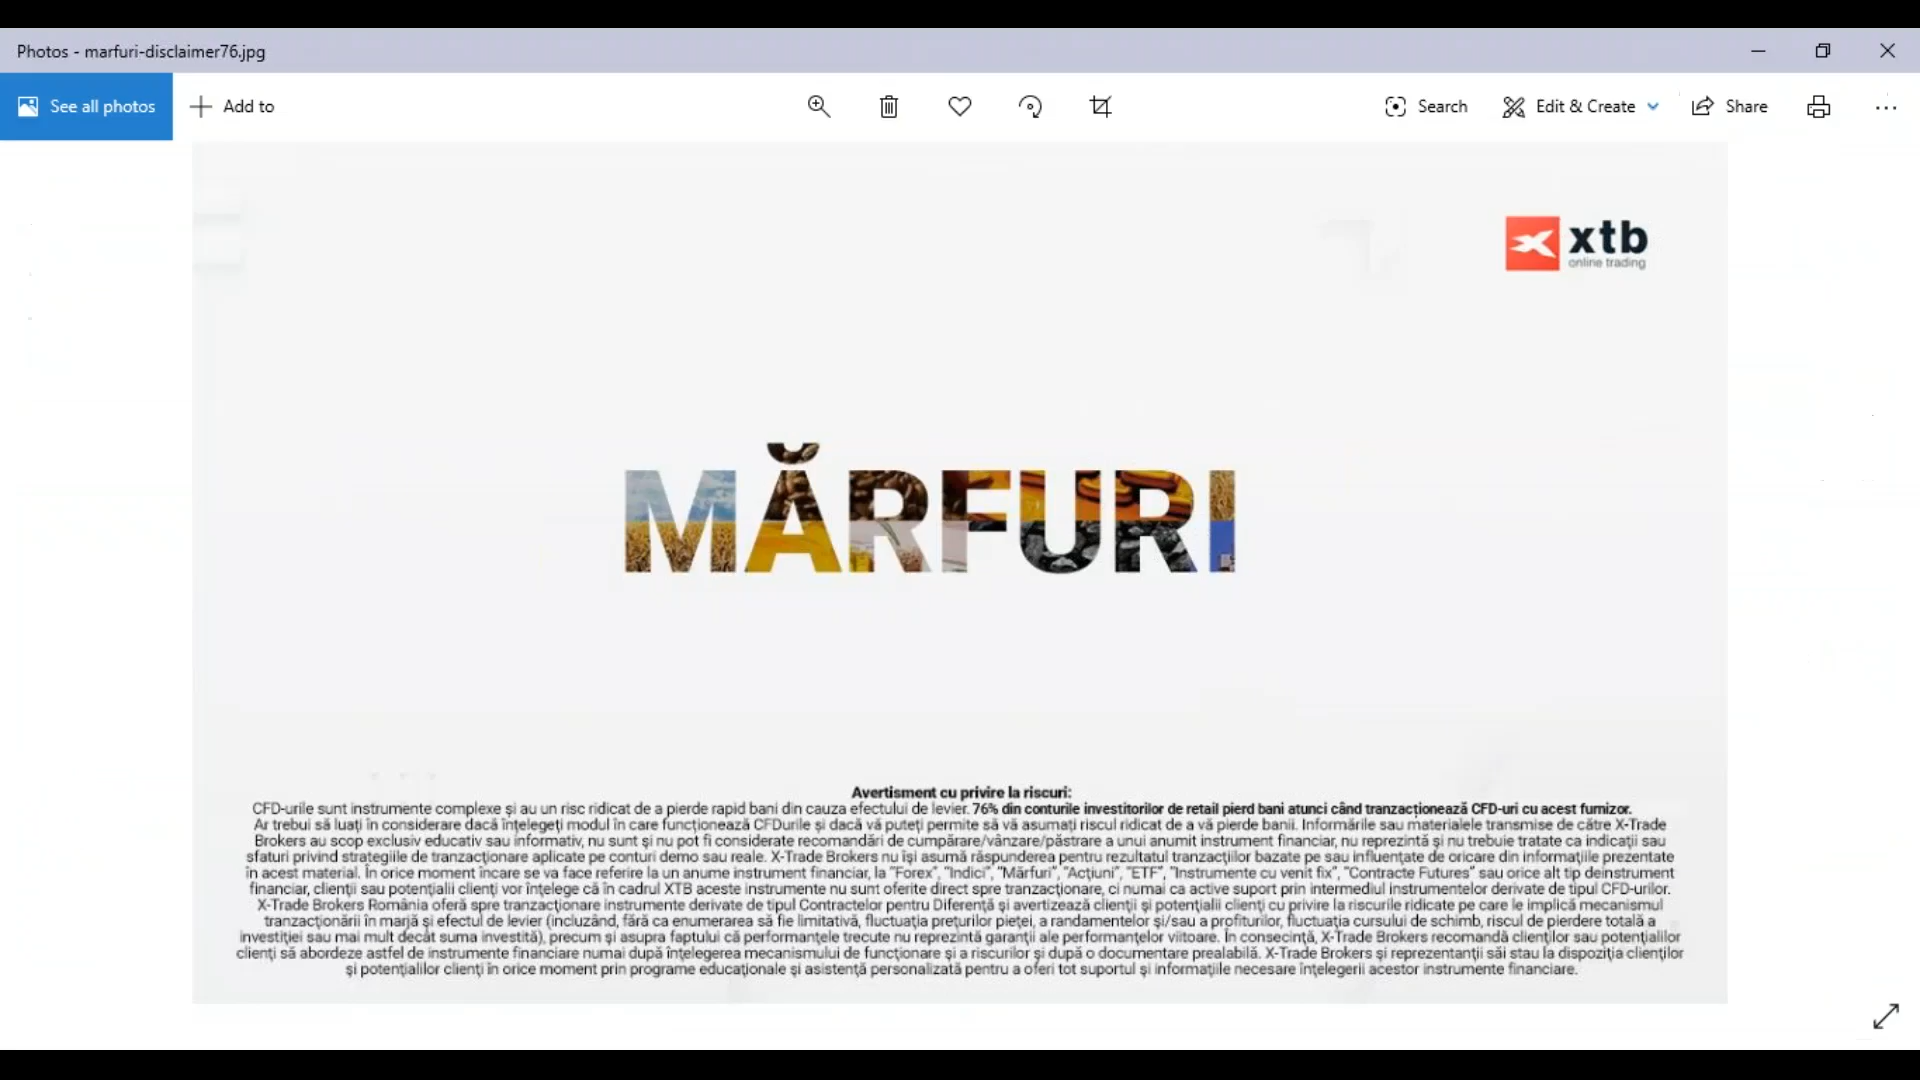 Photos - marfuri-disclaimer76.jpg
See all photos
Add to
Search
Edit & Create
Share
xtb
online trading
MĂRFURI
Avertisment cu privire la riscuri:
CFD-urile sunt instrumente complexe și au un risc ridicat de a pierde rapid bani din cauza efectului de levier. 76% din conturile investitorilor de retail pierd bani atunci când tranzacționează CFD-uri cu acest furnizor.
Ar trebui să luați în considerare dacă înțelegeți modul în care funcționează CFDurile și dacă vă puteți permite să vă asumați riscul ridicat de a vă pierde banii. Informările sau materialele transmise de către X-Trade
Brokers au scop exclusiv educativ sau informativ, nu sunt și nu pot fi considerate recomandări de cumpărare/vânzare/păstrare a unui anumit instrument financiar, nu reprezintă și nu trebuie tratate ca indicații sau
sfaturi privind strategiile de tranzacționare aplicate pe conturi demo sau reale. X-Trade Brokers nu își asumă răspunderea pentru rezultatul tranzacțiilor bazate pe sau influențate de oricare din informațiile prezentate
în acest material. În orice moment încare se va face referire la un anume instrument financiar, la "Forex", "Indici", "Mărfuri", "Acțiuni", "ETF", "Instrumente cu venit fix", "Contracte Futures" sau orice alt tip deinstrument
financiar, clienții sau potențialii clienți vor înțelege că în cadrul XTB aceste instrumente nu sunt oferite direct spre tranzacționare, ci numai ca active suport prin intermediul instrumentelor derivate de tipul CFD-urilor.
X-Trade Brokers România oferă spre tranzacționare instrumente derivate de tipul Contractelor pentru Diferență și avertizează clienții și potențialii clienți cu privire la riscurile ridicate pe care le implică mecanismul
tranzacționării în marjă și efectul de levier (incluzând, fără ca enumerarea să fie limitativă, fluctuația prețurilor pieței, a randamentelor și/sau a profiturilor, fluctuația cursului de schimb, riscul de pierdere totală a
investiției sau mai mult decât suma investită), precum și asupra faptului că performanțele trecute nu reprezintă garanții ale performanțelor viitoare. În consecință, X-Trade Brokers recomandă clienților sau potențialilor
clienți să abordeze astfel de instrumente financiare numai după înțelegerea mecanismului de funcționare și a riscurilor și după o documentare prealabilă. X-Trade Brokers și reprezentanții săi stau la dispoziția clienților
și potențialilor clienți în orice moment prin programe educaționale și asistență personalizată pentru a oferi tot suportul și informațiile necesare înțelegerii acestor instrumente financiare.